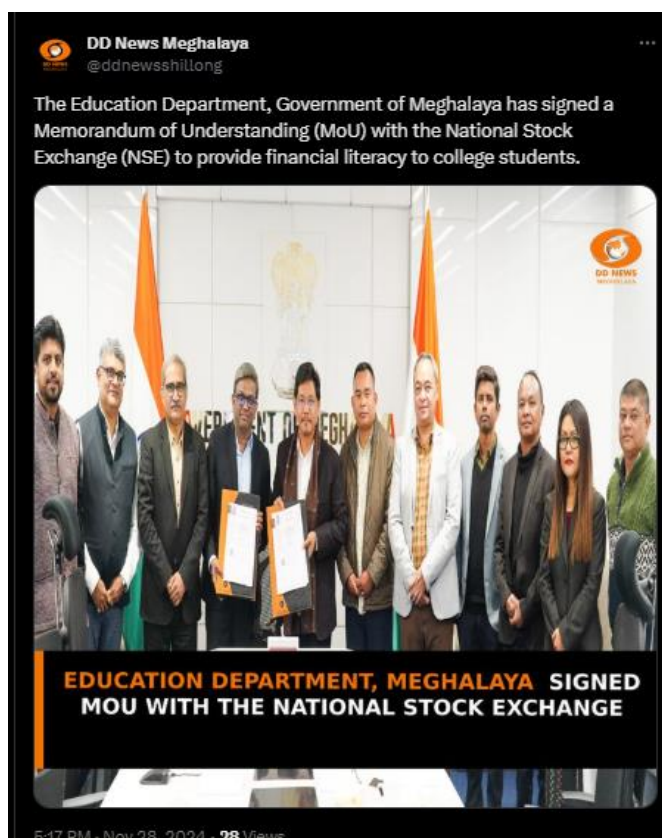 DD News Meghalaya
@ddnewsshillong
The Education Department, Government of Meghalaya has signed a
Memorandum of Understanding (MoU) with the National Stock
Exchange (NSE) to provide financial literacy to college students.
DD NEWS
MEGHALAYA
EDUCATION DEPARTMENT, MEGHALAYA SIGNED
MOU WITH THE NATIONAL STOCK EXCHANGE
5:17 PM · Nov 28, 2024 · 28 Views